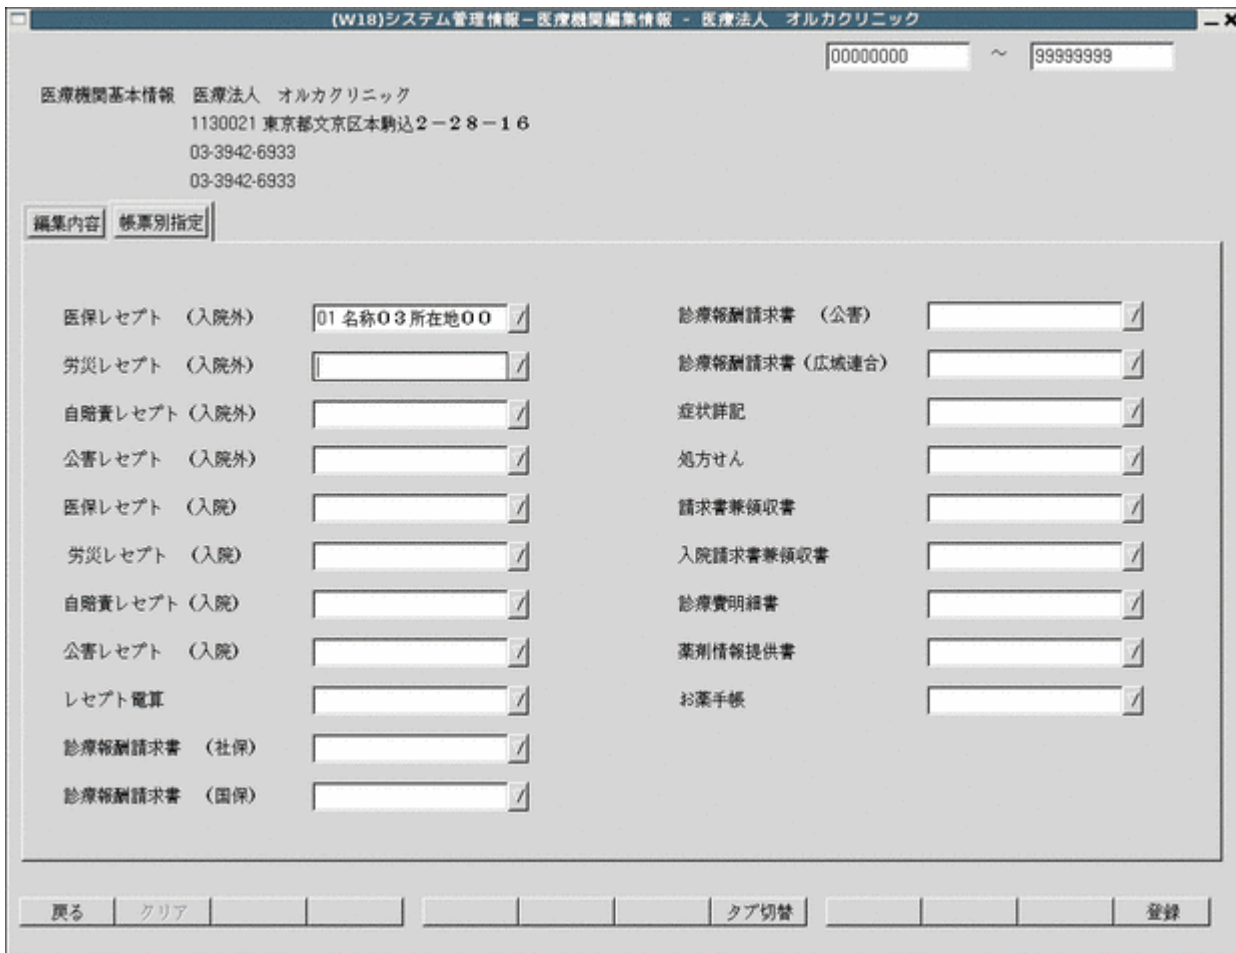 (W18)システム管理情報－医療機関編集情報 - 医療法人　オルカクリニック
00000000 ～ 99999999
医療機関基本情報　医療法人　オルカクリニック
1130021 東京都文京区本駒込２－２８－１６
03-3942-6933
03-3942-6933
編集内容 帳票別指定
医保レセプト　（入院外） 01 名称０３所在地００
労災レセプト　（入院外）
自賠責レセプト（入院外）
公害レセプト　（入院外）
医保レセプト　（入院）
労災レセプト　（入院）
自賠責レセプト（入院）
公害レセプト　（入院）
レセプト電算
診療報酬請求書　（社保）
診療報酬請求書　（国保）
診療報酬請求書　（公害）
診療報酬請求書（広域連合）
症状詳記
処方せん
請求書兼領収書
入院請求書兼領収書
診療費明細書
薬剤情報提供書
お薬手帳
戻る クリア タブ切替 登録